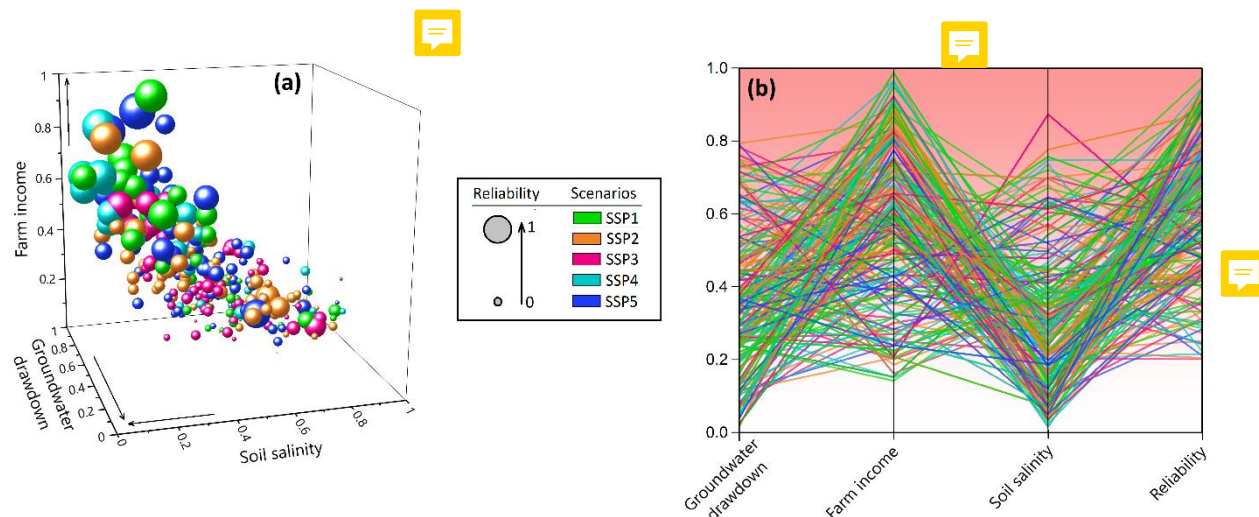 (a)
Farm income
1
0.8
0.6
0.4
0.2
1
0.8
0.6
0.4
0.2
0
Groundwater
drawdown
0
0.2
0.4
0.6
0.8
1
Soil salinity
Reliability Scenarios
1
0
SSP1
SSP2
SSP3
SSP4
SSP5
(b)
1.0
0.8
0.6
0.4
0.2
0.0
Groundwater
drawdown
Farm income
Soil salinity
Reliability